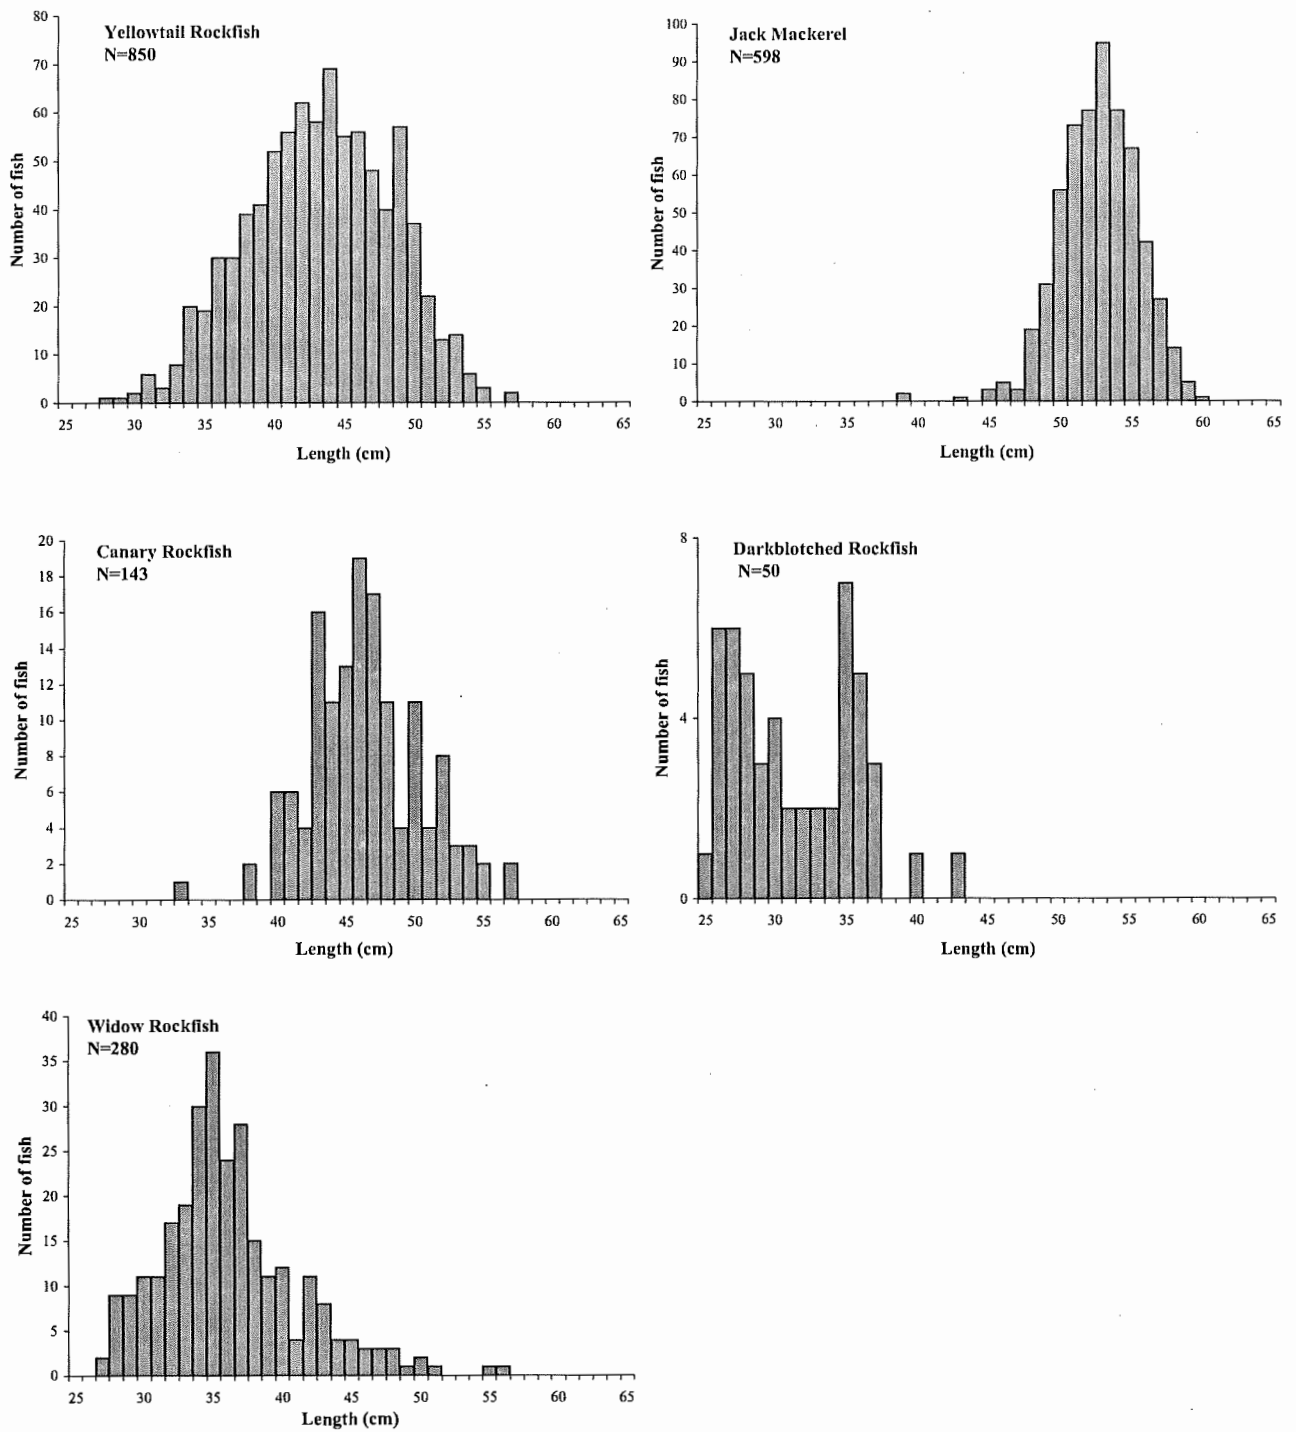 Yellowtail Rockfish
N=850
80
70
60
50
40
30
20
10
0
Number of fish
25 30 35 40 45 50 55 60 65
Length (cm)
Jack Mackerel
N=598
100
90
80
70
60
50
40
30
20
10
0
Number of fish
25 30 35 40 45 50 55 60 65
Length (cm)
Canary Rockfish
N=143
20
18
16
14
12
10
8
6
4
2
0
Number of fish
25 30 35 40 45 50 55 60 65
Length (cm)
Darkblotched Rockfish
N=50
8
4
0
Number of fish
25 30 35 40 45 50 55 60 65
Length (cm)
Widow Rockfish
N=280
40
35
30
25
20
15
10
5
0
Number of fish
25 30 35 40 45 50 55 60 65
Length (cm)